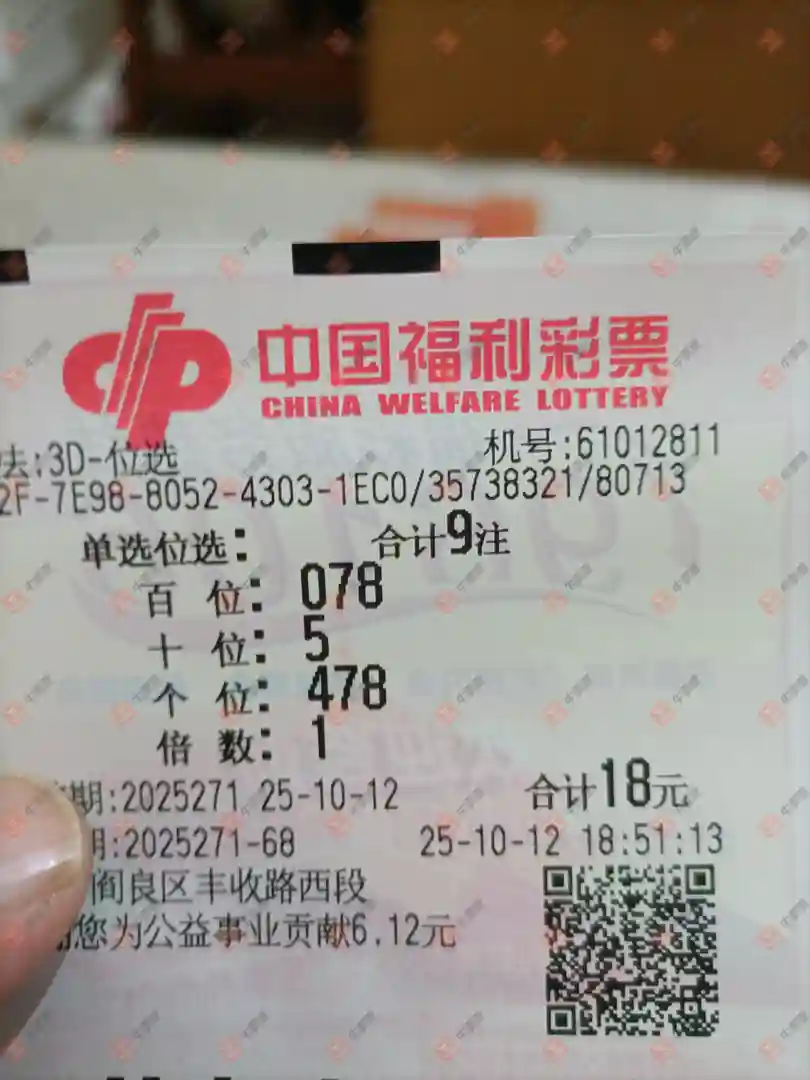 中国福利彩票
CHINA WELFARE LOTTERY
法:3D-位选 机号:61012811
2F-7E98-8052-4303-1EC0/35738321/80713
单选位选: 合计9注
百 位: 078
十 位: 5
个 位: 478
倍 数: 1
期:2025271 25-10-12 合计18元
期:2025271-68 25-10-12 18:51:13
阎良区丰收路西段
您为公益事业贡献6.12元